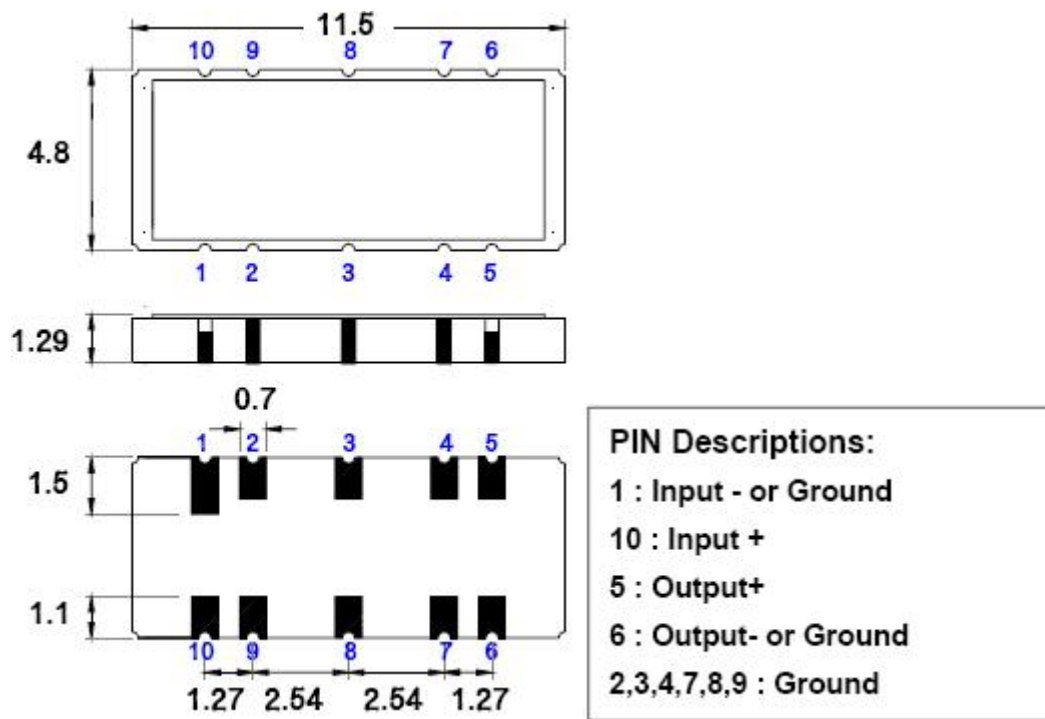 11.5
10 9 8 7 6
4.8
1 2 3 4 5
1.29
0.7
1 2 3 4 5
1.5
1.1
10 9 8 7 6
1.27 2.54 2.54 1.27
PIN Descriptions:
1 : Input - or Ground
10 : Input +
5 : Output+
6 : Output- or Ground
2,3,4,7,8,9 : Ground